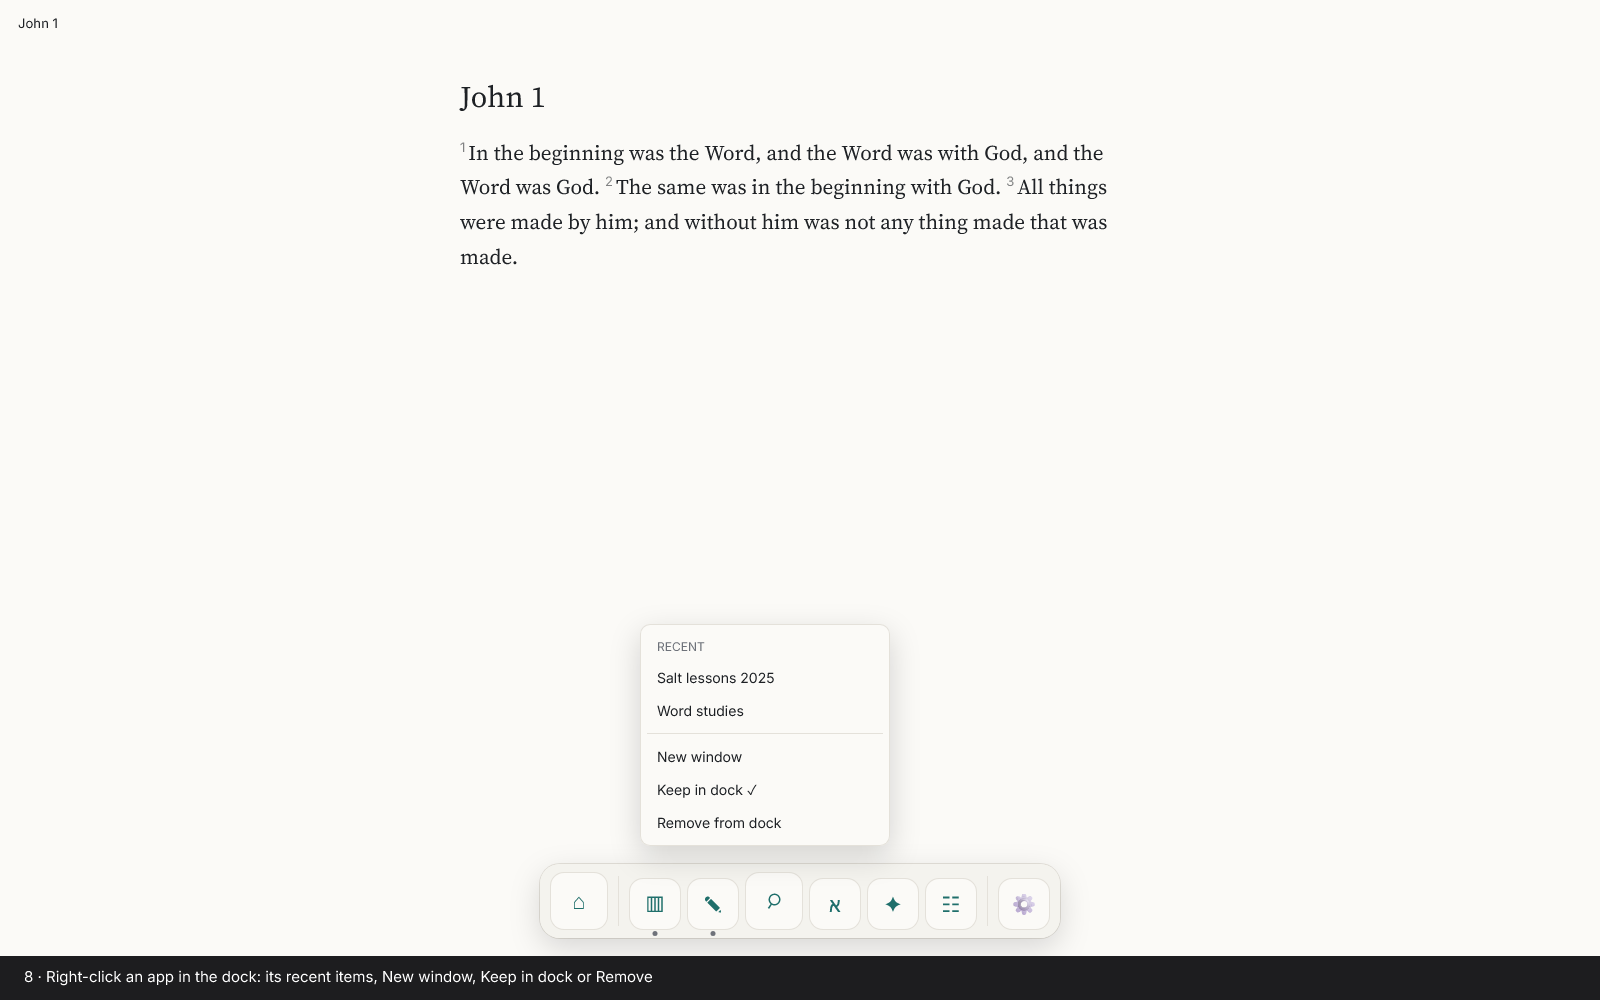 John 1
John 1
1 In the beginning was the Word, and the Word was with God, and the
Word was God. 2 The same was in the beginning with God. 3 All things
were made by him; and without him was not any thing made that was
made.
RECENT
Salt lessons 2025
Word studies
New window
Keep in dock ✓
Remove from dock
א
8 · Right-click an app in the dock: its recent items, New window, Keep in dock or Remove